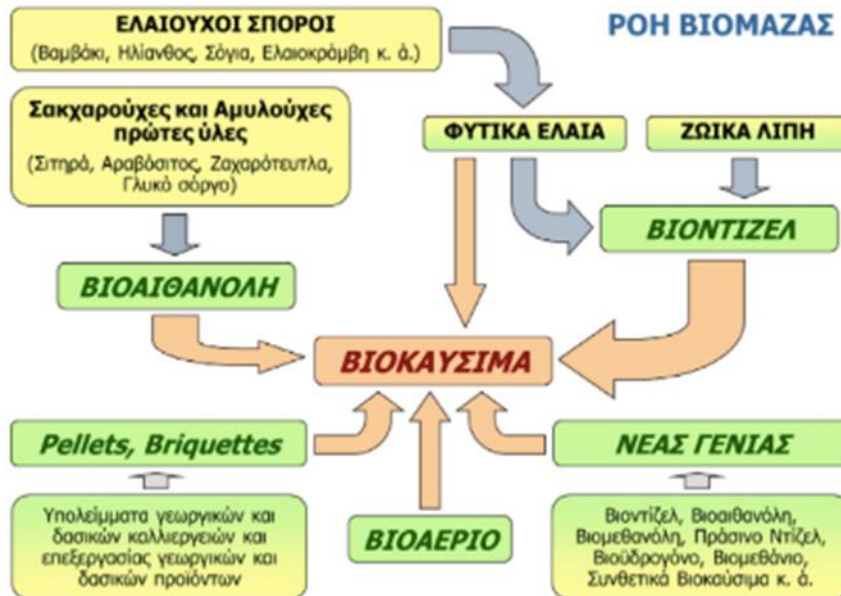 ΕΛΑΙΟΥΧΟΙ ΣΠΟΡΟΙ
(Βαμβάκι, Ηλίανθος, Σόγια, Ελαιοκράμβη κ. ά.)
ΡΟΗ ΒΙΟΜΑΖΑΣ
Σακχαρούχες και Αμυλούχες
πρώτες ύλες
(Σιτηρά, Αραβόσιτος, Ζαχαρότευτλα,
Γλυκό σόργο)
ΦΥΤΙΚΑ ΕΛΑΙΑ
ΖΩΙΚΑ ΛΙΠΗ
ΒΙΟΝΤΙΖΕΛ
ΒΙΟΑΙΘΑΝΟΛΗ
ΒΙΟΚΑΥΣΙΜΑ
Pellets, Briquettes
ΝΕΑΣ ΓΕΝΙΑΣ
Υπολείμματα γεωργικών και
δασικών καλλιεργειών και
επεξεργασίας γεωργικών και
δασικών προϊόντων
ΒΙΟΑΕΡΙΟ
Βιοντίζελ, Βιοαιθανόλη,
Βιομεθανόλη, Πράσινο Ντίζελ,
Βιοϋδρογόνο, Βιομεθάνιο,
Συνθετικά Βιοκαύσιμα κ. ά.